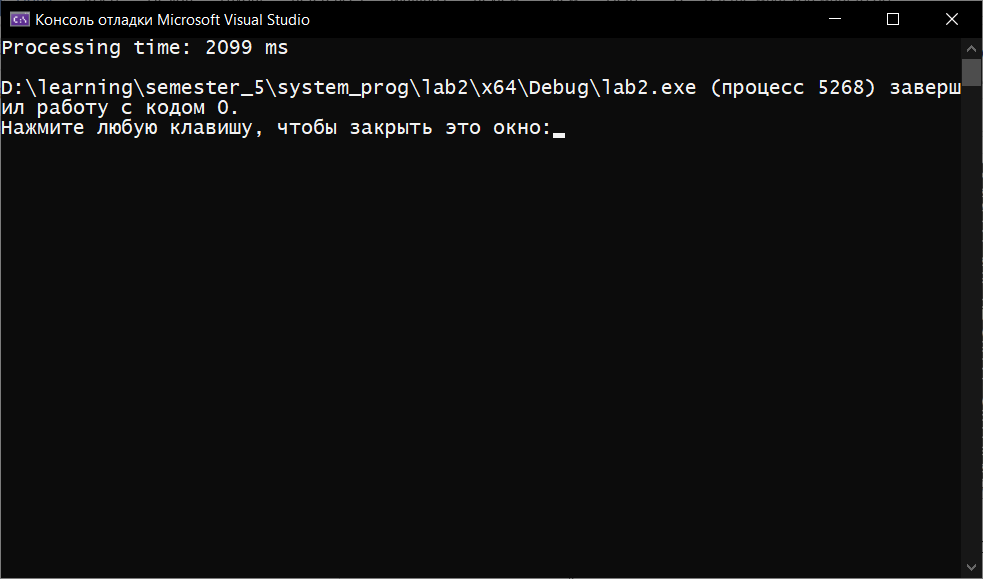 Консоль отладки Microsoft Visual Studio
Processing time: 2099 ms
D:\learning\semester_5\system_prog\lab2\x64\Debug\lab2.exe (процесс 5268) заверш
ил работу с кодом 0.
Нажмите любую клавишу, чтобы закрыть это окно: